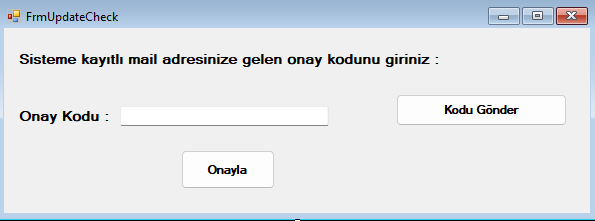 FrmUpdateCheck
Sisteme kayıtlı mail adresinize gelen onay kodunu giriniz :
Onay Kodu :
Kodu Gönder
Onayla